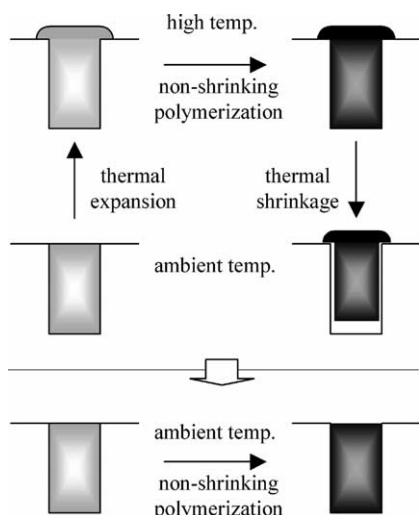 high temp.
non-shrinking
polymerization
thermal
expansion
thermal
shrinkage
ambient temp.
ambient temp.
non-shrinking
polymerization